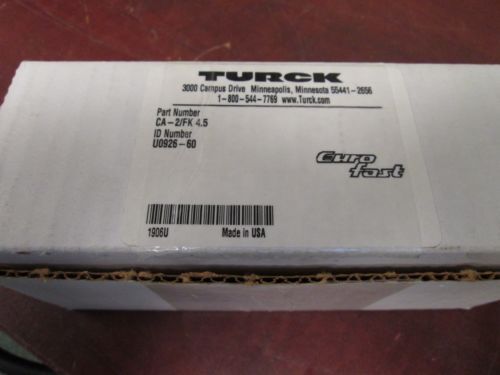 TURCK
3000 Campus Drive Minneapolis, Minnesota 55441-2656
1-800-544-7769 www.Turck.com
Part Number
CA-2/FK 4.5
ID Number
U0926-60
Euro
fast
1906U
Made in USA